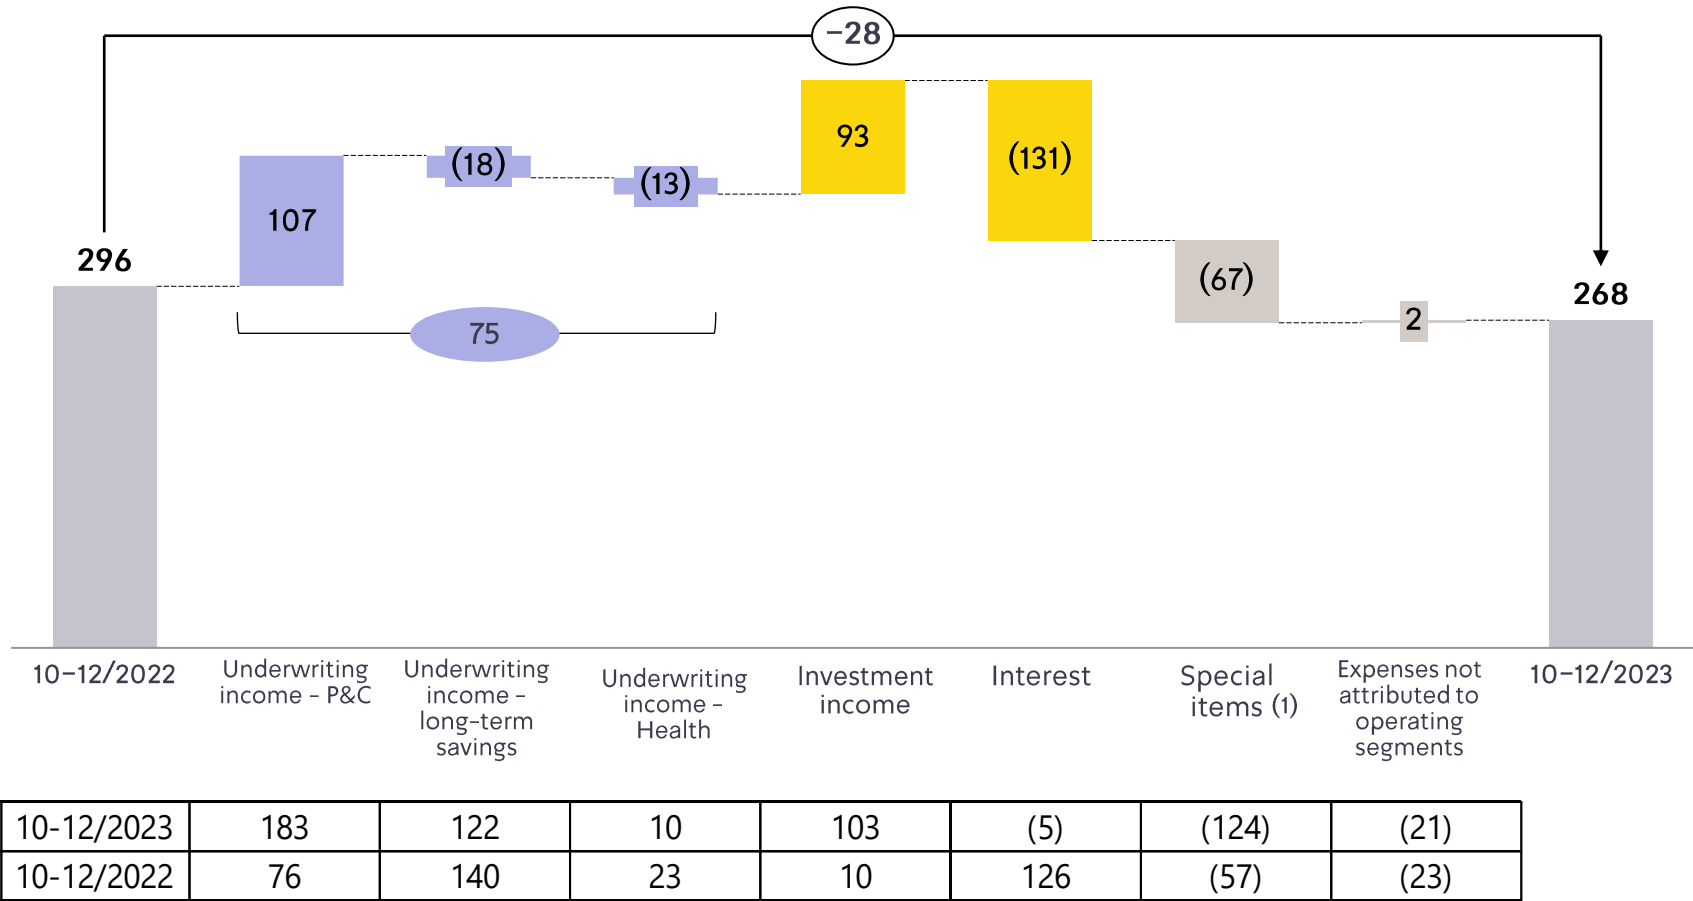 −28
93
(131)
(18)
(13)
107
296
(67)
268
2
75
10−12/2022
Underwriting
income – P&C
Underwriting
income –
long−term
savings
Underwriting
income –
Health
Investment
income
Interest
Special
items (1)
Expenses not
attributed to
operating
segments
10−12/2023
10-12/2023 183 122 10 103 (5) (124) (21)
10-12/2022 76 140 23 10 126 (57) (23)